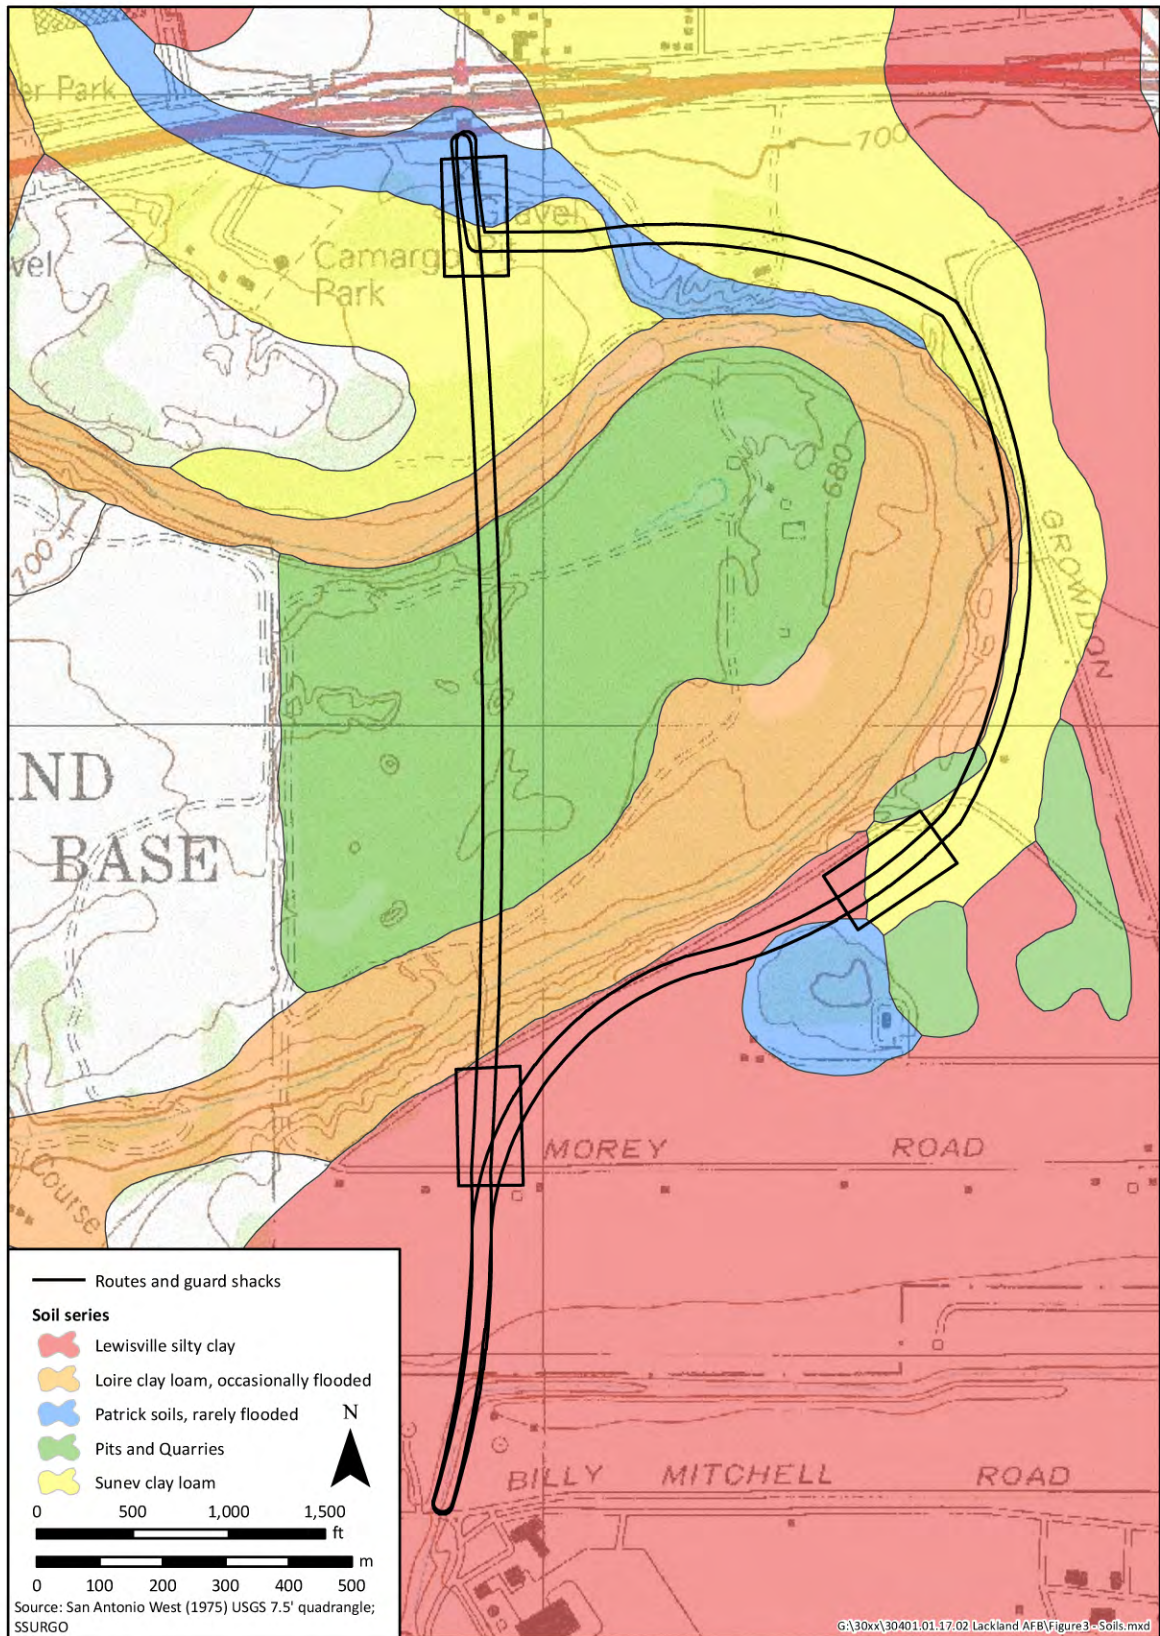 er Park
700
Gravel
Camargo Pit
Park
vel
680
700
GROWDON
ND
BASE
MOREY ROAD
Course
BILLY MITCHELL ROAD
Routes and guard shacks
Soil series
Lewisville silty clay
Loire clay loam, occasionally flooded
Patrick soils, rarely flooded
N
Pits and Quarries
Sunev clay loam
0 500 1,000 1,500
ft
m
0 100 200 300 400 500
Source: San Antonio West (1975) USGS 7.5' quadrangle;
SSURGO
G:\30xx\30401.01.17.02 Lackland AFB\Figure3 - Soils.mxd